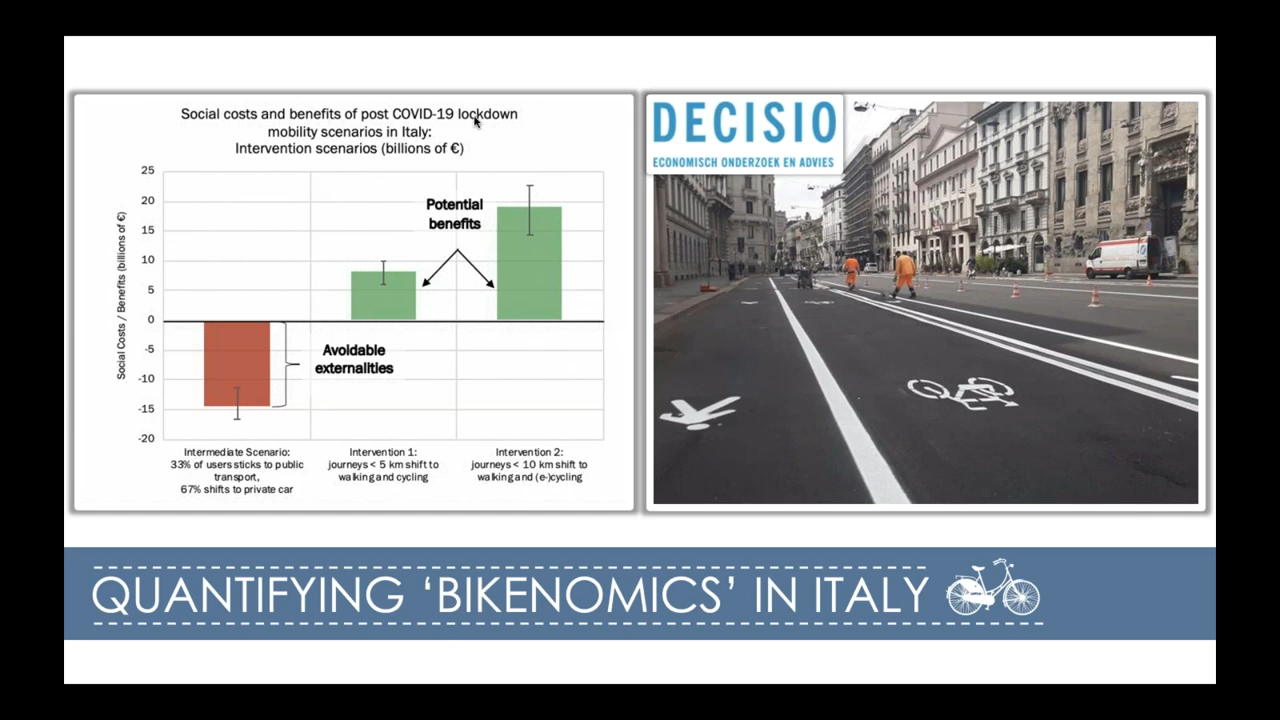 Social costs and benefits of post COVID-19 lockdown
mobility scenarios in Italy:
Intervention scenarios (billions of €)
Social Costs / Benefits (billions of €)
25
20
15
10
5
0
-5
-10
-15
-20
Potential
benefits
Avoidable
externalities
Intermediate Scenario:
33% of users sticks to public
transport,
67% shifts to private car
Intervention 1:
journeys < 5 km shift to
walking and cycling
Intervention 2:
journeys < 10 km shift to
walking and (e-)cycling
DECISIO
ECONOMISCH ONDERZOEK EN ADVIES
QUANTIFYING ‘BIKENOMICS’ IN ITALY